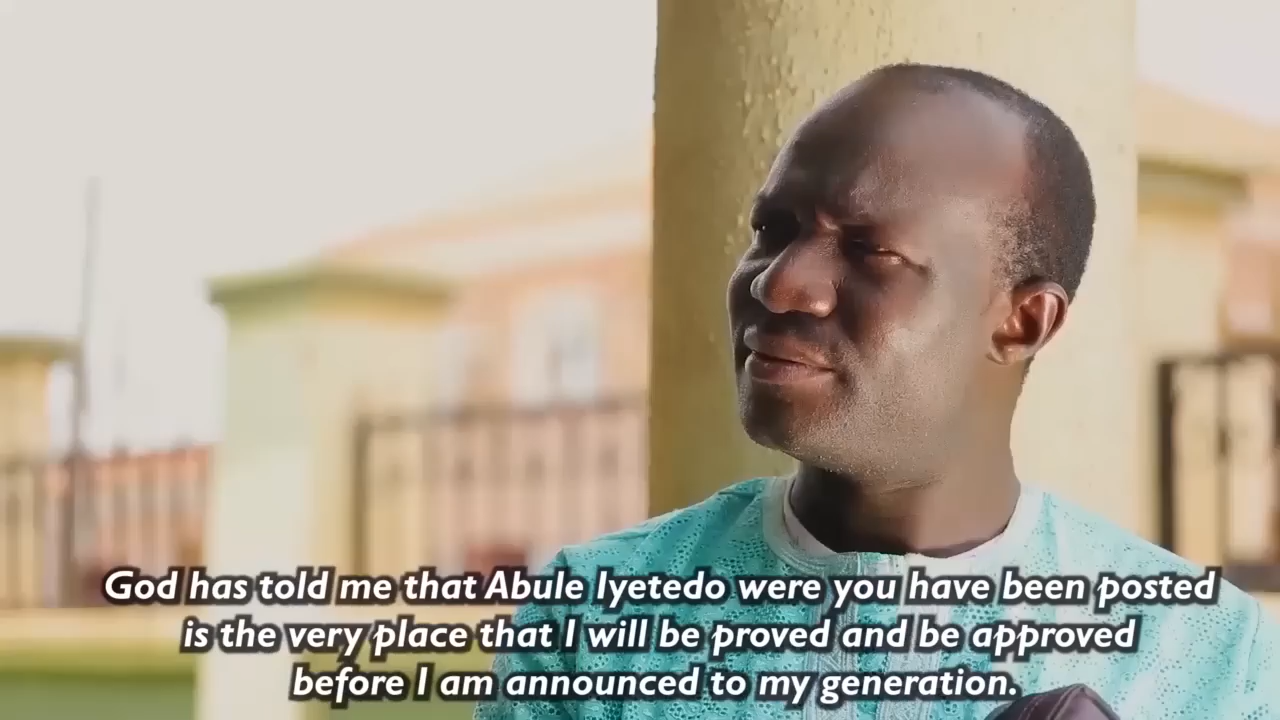 God has told me that Abule Iyetedo were you have been posted
is the very place that I will be proved and be approved
before I am announced to my generation.